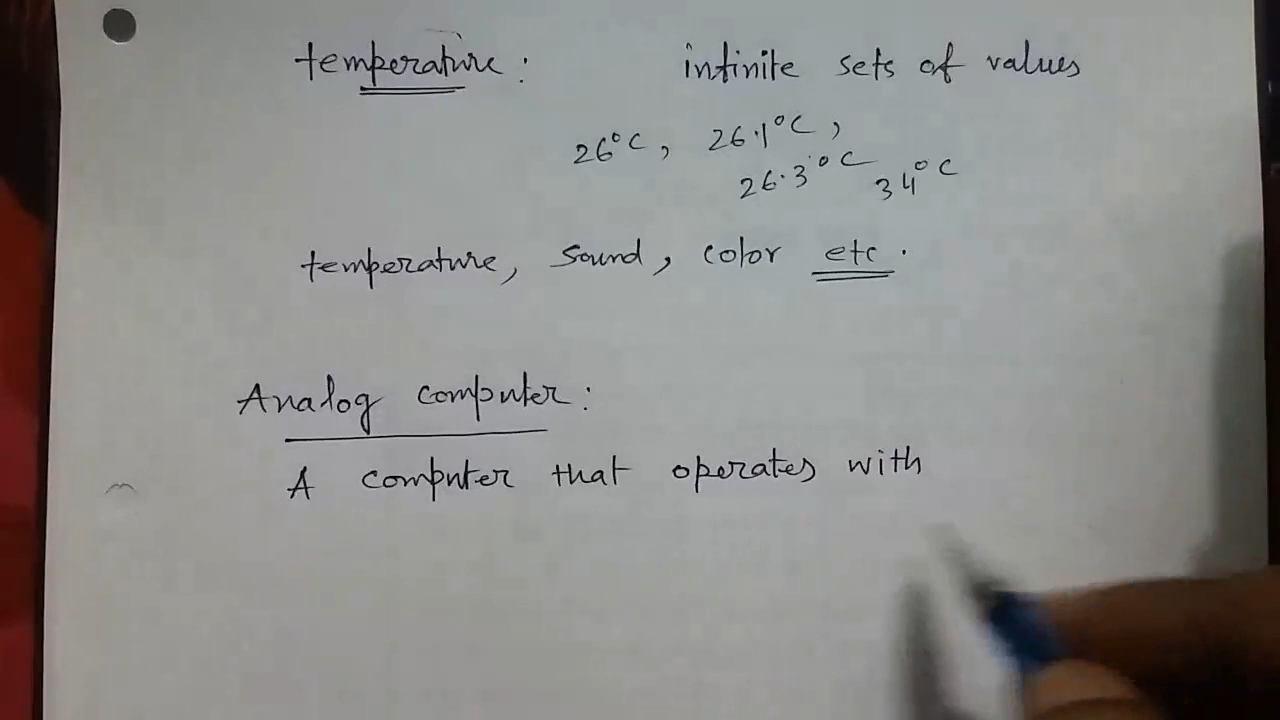 temperature: infinite sets of values
26°C, 26.1°C,
26.3°C 34°C
temperature, sound, color etc.
Analog computer:
A computer that operates with